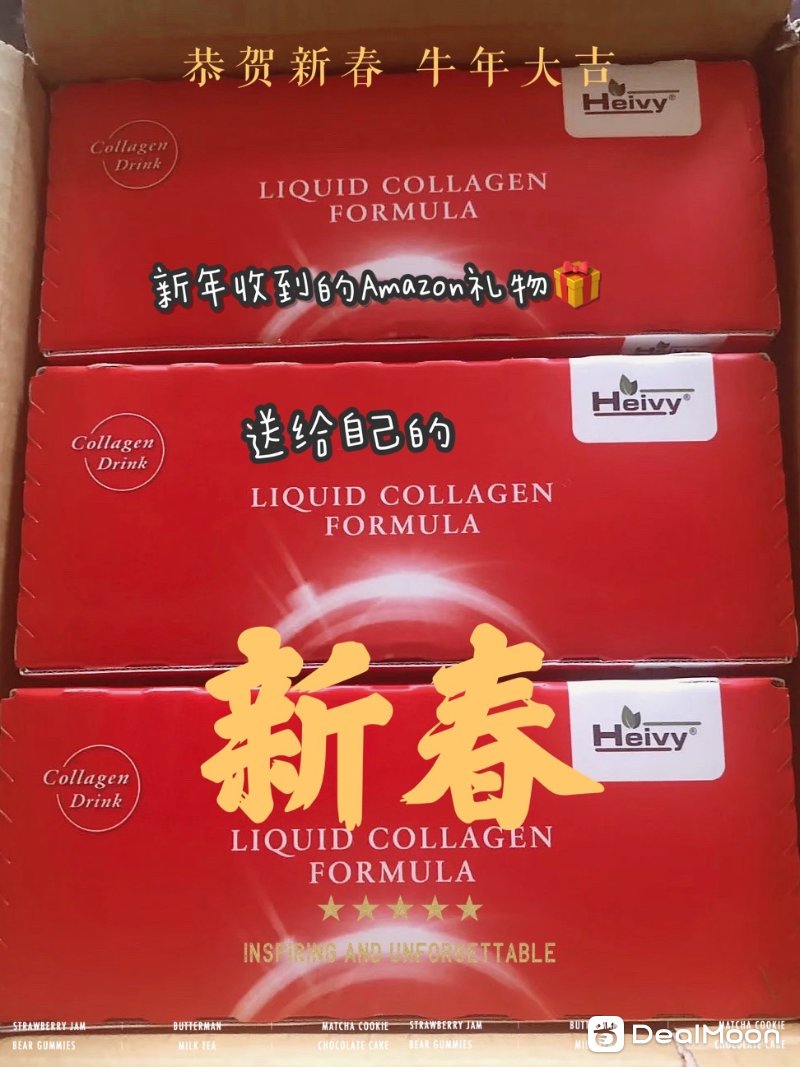 恭贺新春 牛年大吉
Heivy®
Collagen
Drink
LIQUID COLLAGEN
FORMULA
新年收到的Amazon礼物
Heivy®
Collagen
Drink
送给自己的
LIQUID COLLAGEN
FORMULA
Heivy®
新春
Collagen
Drink
LIQUID COLLAGEN
FORMULA
INSPIRING AND UNFORGETTABLE
STRAWBERRY JAM BUTTERMAN MATCHA COOKIE STRAWBERRY JAM MATCHA COOKIE
BEAR GUMMIES MILK TEA CHOCOLATE CAKE BEAR GUMMIES CHOCOLATE CAKE
DealMoon